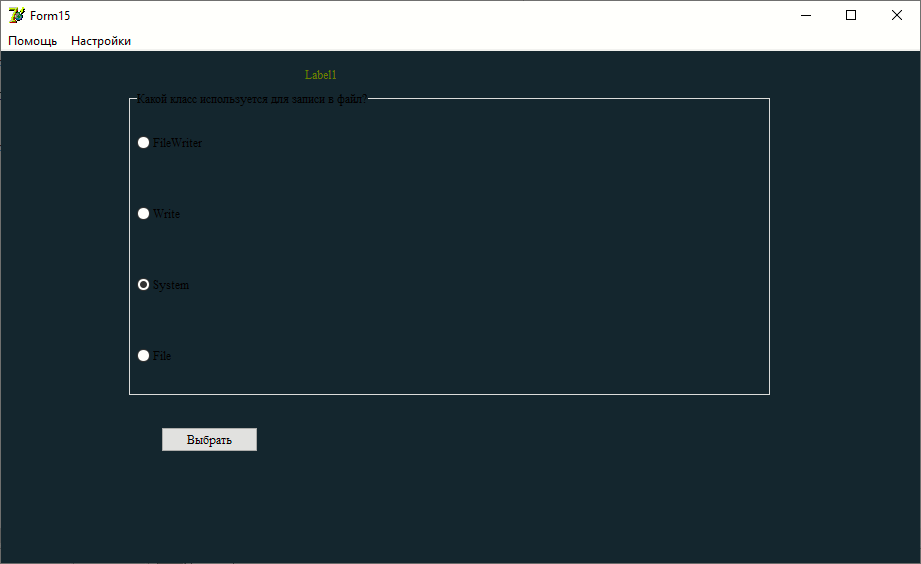 Form15
Помощь Настройки
Label1
Какой класс используется для записи в файл?
FileWriter
Write
System
File
Выбрать